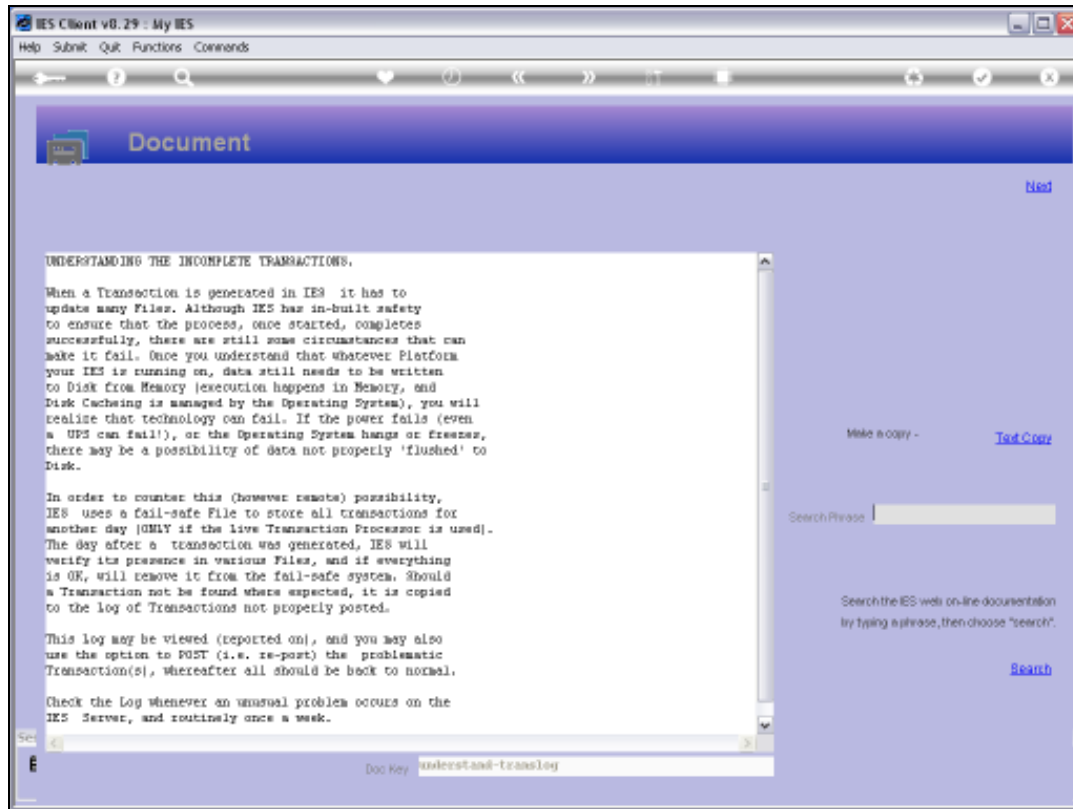 IES Client v8.29 : My IES
Help Submit Quit Functions Commands
Document
Next
UNDERSTANDING THE INCOMPLETE TRANSACTIONS.
When a Transaction is generated in IES it has to
update many Files. Although IES has in-built safety
to ensure that the process, once started, completes
successfully, there are still some circumstances that can
make it fail. Once you understand that whatever Platform
your IES is running on, data still needs to be written
to Disk from Memory (execution happens in Memory, and
Disk Cacheing is managed by the Operating System), you will
realize that technology can fail. If the power fails (even
a UPS can fail!), or the Operating System hangs or freezes,
there may be a possibility of data not properly 'flushed' to
Disk.
In order to counter this (however remote) possibility,
IES uses a fail-safe File to store all transactions for
another day (ONLY if the live Transaction Processor is used).
The day after a transaction was generated, IES will
verify its presence in various Files, and if everything
is OK, will remove it from the fail-safe system. Should
a Transaction not be found where expected, it is copied
to the log of Transactions not properly posted.
This log may be viewed (reported on), and you may also
use the option to POST (i.e. re-post) the problematic
Transaction(s), whereafter all should be back to normal.
Check the Log whenever an unusual problem occurs on the
IES Server, and routinely once a week.
Make a copy -
Text Copy
Search Phrase
Search the IES web on-line documentation
by typing a phrase, then choose "search".
Search
Doc Key understand-translog